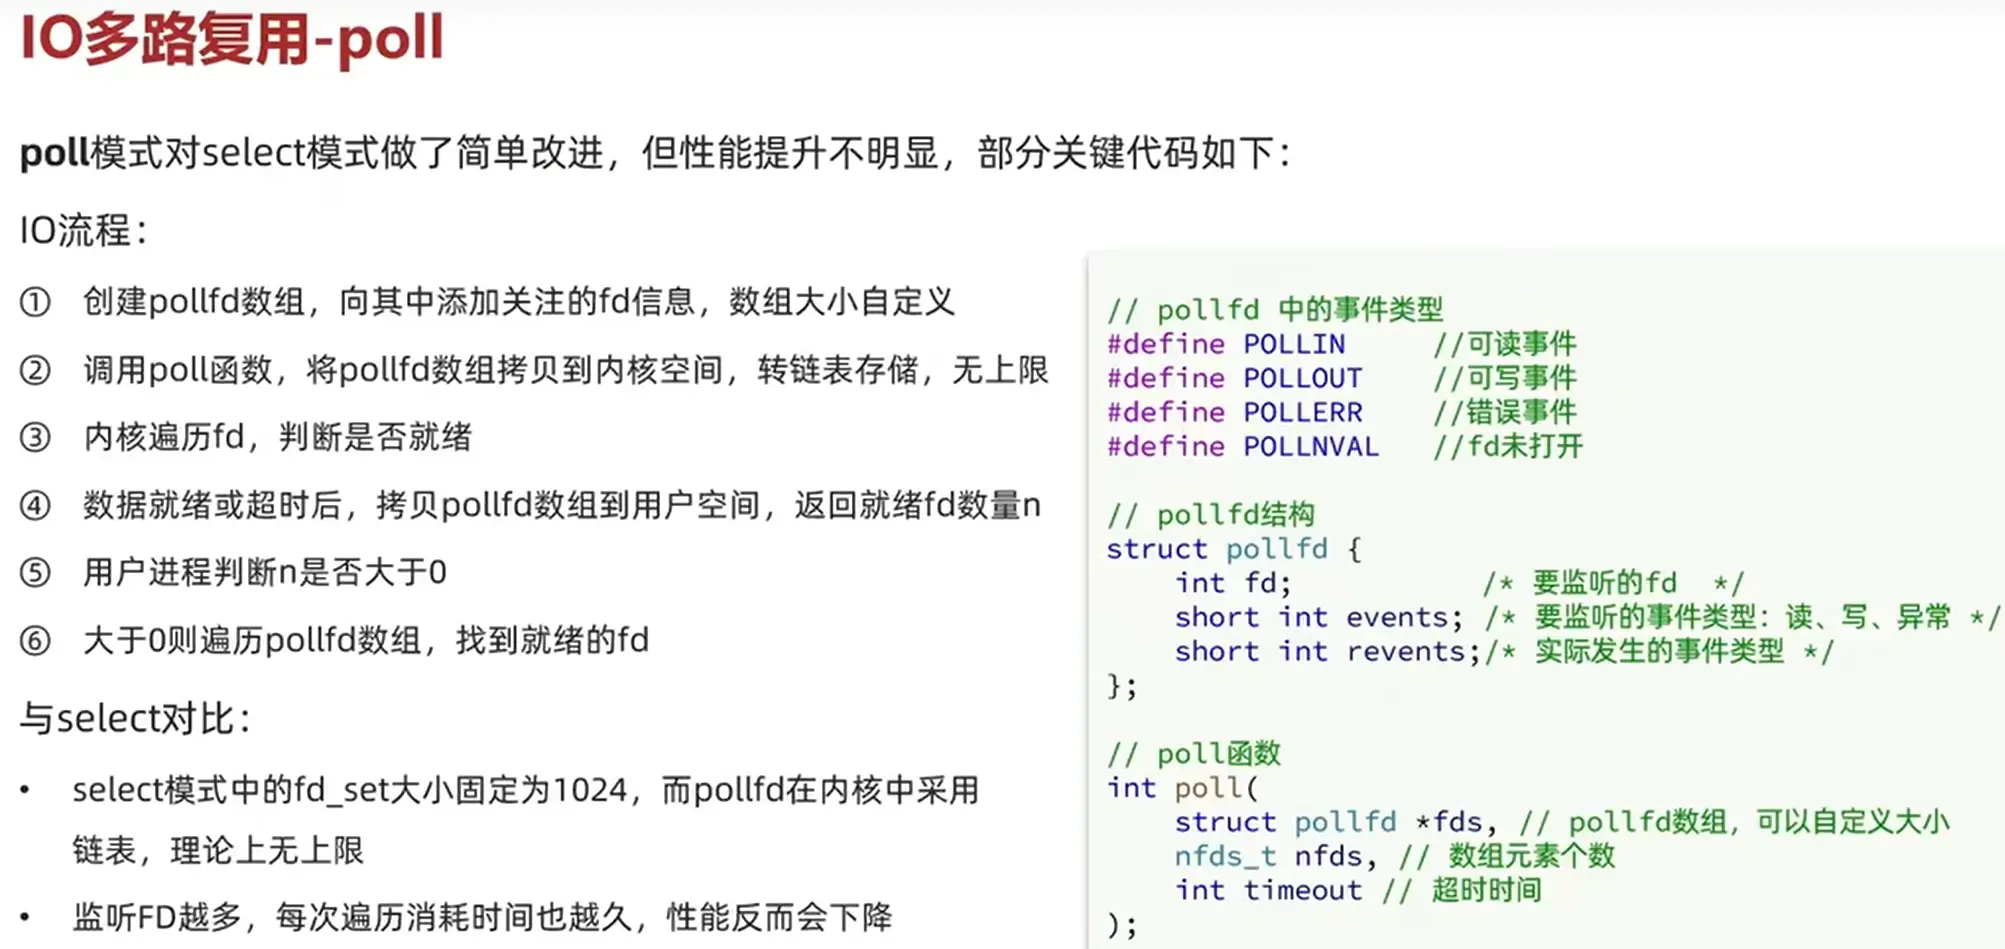 IO多路复用-poll
poll模式对select模式做了简单改进，但性能提升不明显，部分关键代码如下：
IO流程：
① 创建pollfd数组，向其中添加关注的fd信息，数组大小自定义
② 调用poll函数，将pollfd数组拷贝到内核空间，转链表存储，无上限
③ 内核遍历fd，判断是否就绪
④ 数据就绪或超时后，拷贝pollfd数组到用户空间，返回就绪fd数量n
⑤ 用户进程判断n是否大于0
⑥ 大于0则遍历pollfd数组，找到就绪的fd
与select对比：
• select模式中的fd_set大小固定为1024，而pollfd在内核中采用
链表，理论上无上限
• 监听FD越多，每次遍历消耗时间也越久，性能反而会下降
// pollfd 中的事件类型
#define POLLIN //可读事件
#define POLLOUT //可写事件
#define POLLERR //错误事件
#define POLLNVAL //fd未打开
// pollfd结构
struct pollfd {
int fd; /* 要监听的fd */
short int events; /* 要监听的事件类型：读、写、异常 */
short int revents;/* 实际发生的事件类型 */
};
// poll函数
int poll(
struct pollfd *fds, // pollfd数组，可以自定义大小
nfds_t nfds, // 数组元素个数
int timeout // 超时时间
);